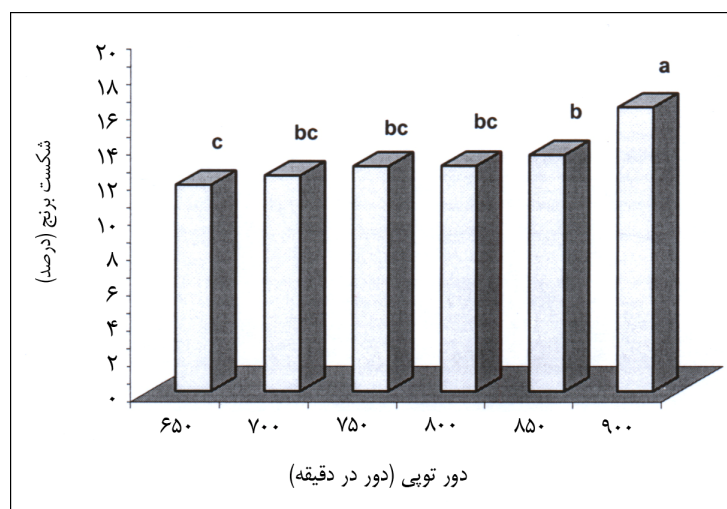 ۲۰
۱۸
۱۶
۱۴
۱۲
۱۰
۸
۶
۴
۲
۰
شکست برنج (درصد)
c
bc
bc
bc
b
a
۶۵۰ ۷۰۰ ۷۵۰ ۸۰۰ ۸۵۰ ۹۰۰
دور توپی (دور در دقیقه)